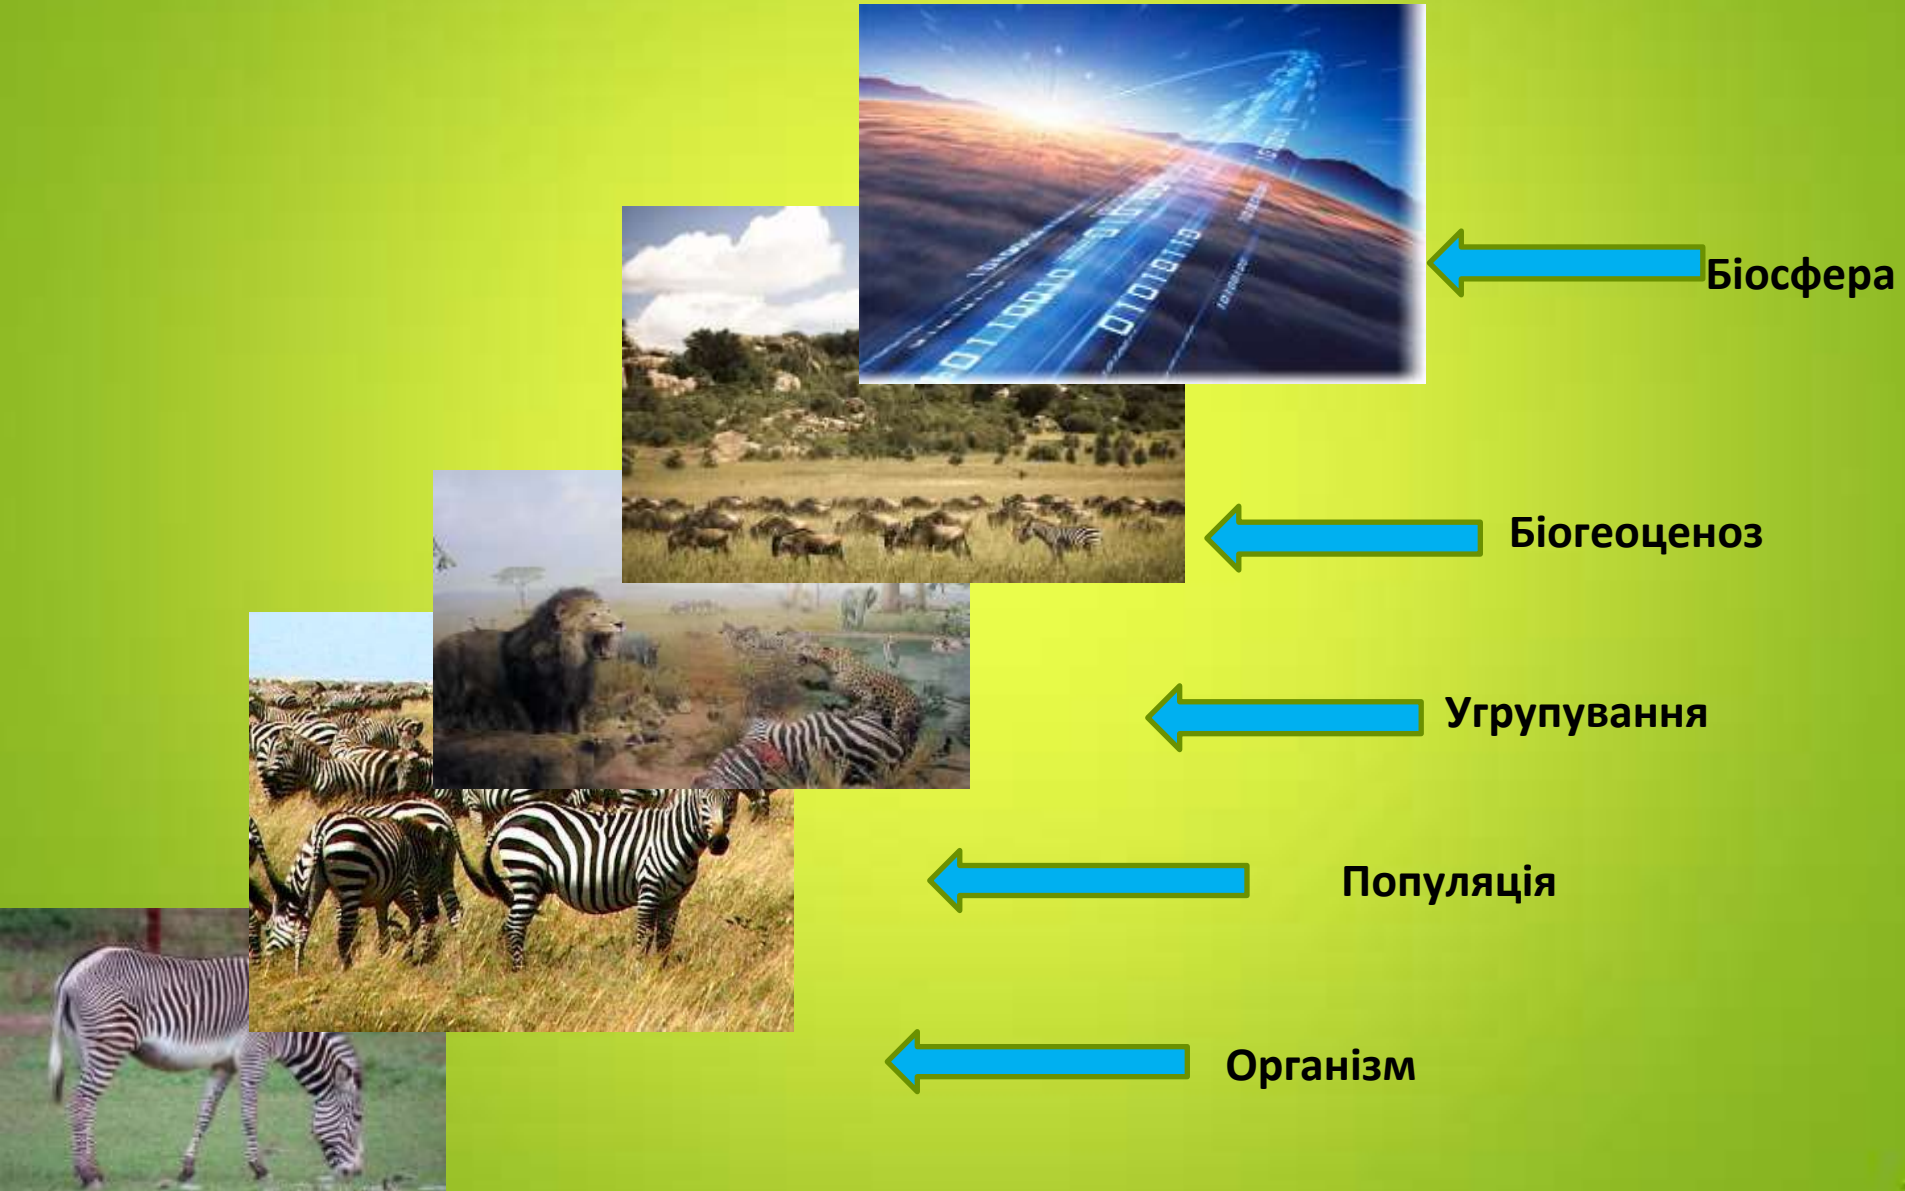 Біосфера
Біогеоценоз
Угрупування
Популяція
Організм